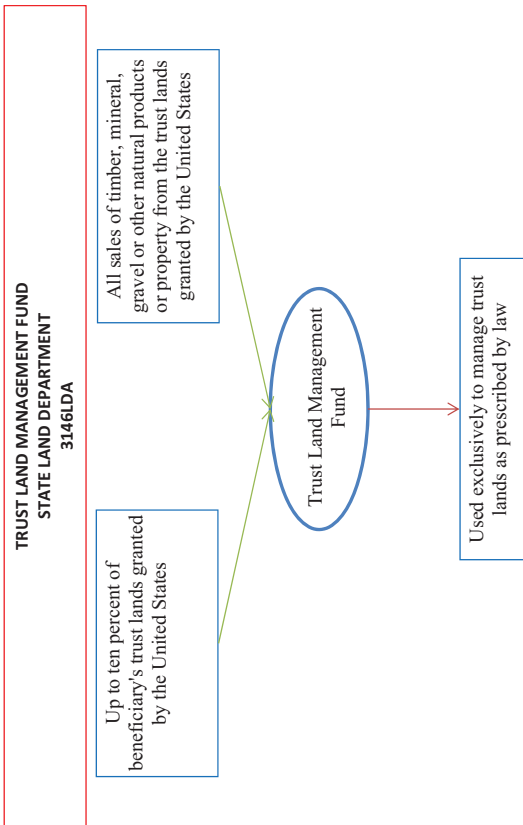 TRUST LAND MANAGEMENT FUND
STATE LAND DEPARTMENT
3146LDA
Up to ten percent of
beneficiary's trust lands granted
by the United States
All sales of timber, mineral,
gravel or other natural products
or property from the trust lands
granted by the United States
Trust Land Management
Fund
Used exclusively to manage trust
lands as prescribed by law